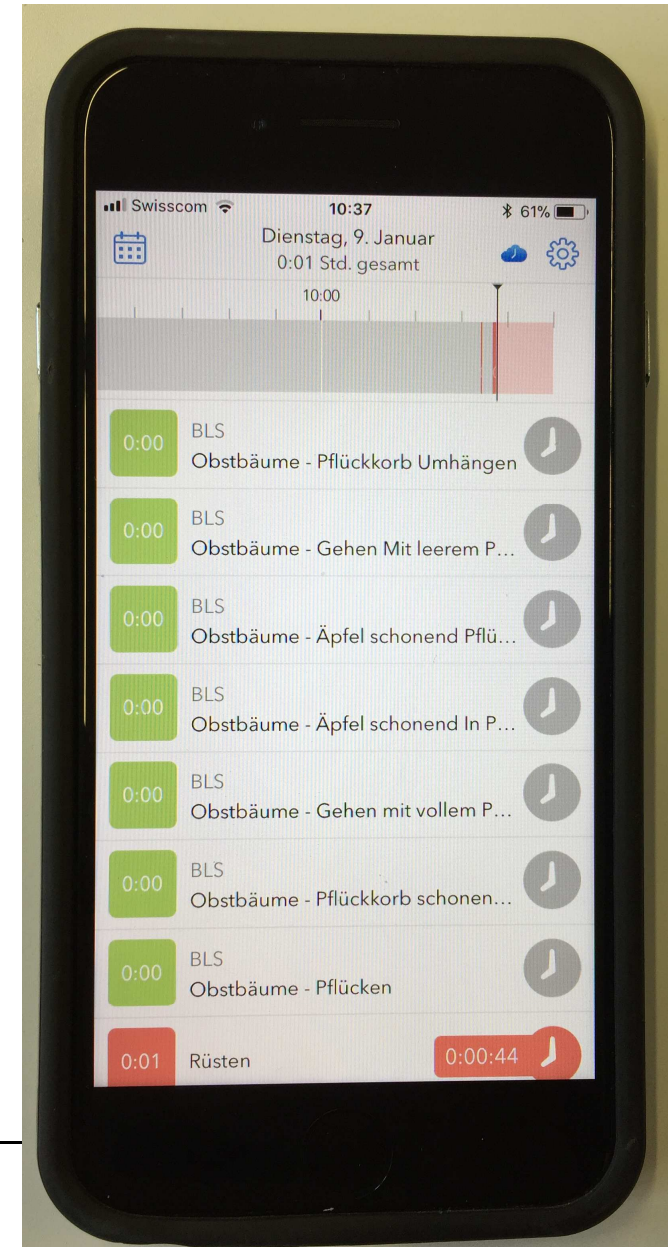 Swisscom 10:37 61%
Dienstag, 9. Januar
0:01 Std. gesamt
10:00
0:00 BLS
Obstbäume - Pflückkorb Umhängen
0:00 BLS
Obstbäume - Gehen Mit leerem P...
0:00 BLS
Obstbäume - Äpfel schonend Pflü...
0:00 BLS
Obstbäume - Äpfel schonend In P...
0:00 BLS
Obstbäume - Gehen mit vollem P...
0:00 BLS
Obstbäume - Pflückkorb schonen...
0:00 BLS
Obstbäume - Pflücken
0:01 Rüsten 0:00:44